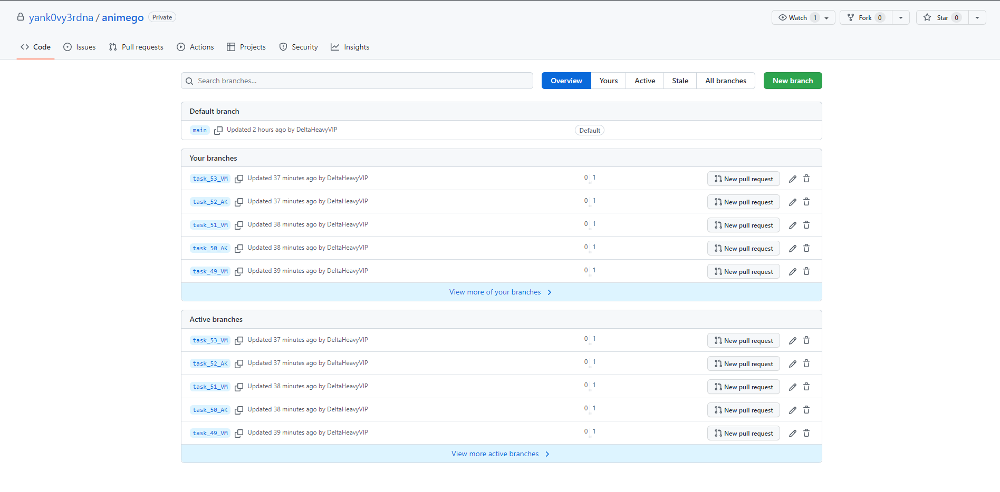 yank0vy3rdna / animego Private Watch 1 Fork 0 Star 0
Code Issues Pull requests Actions Projects Security Insights
Search branches... Overview Yours Active Stale All branches New branch
Default branch
main Updated 2 hours ago by DeltaHeavyVIP Default
Your branches
task_53_VM Updated 37 minutes ago by DeltaHeavyVIP 0 1 New pull request
task_52_AK Updated 37 minutes ago by DeltaHeavyVIP 0 1 New pull request
task_51_VM Updated 38 minutes ago by DeltaHeavyVIP 0 1 New pull request
task_50_AK Updated 38 minutes ago by DeltaHeavyVIP 0 1 New pull request
task_49_VM Updated 39 minutes ago by DeltaHeavyVIP 0 1 New pull request
View more of your branches
Active branches
task_53_VM Updated 37 minutes ago by DeltaHeavyVIP 0 1 New pull request
task_52_AK Updated 37 minutes ago by DeltaHeavyVIP 0 1 New pull request
task_51_VM Updated 38 minutes ago by DeltaHeavyVIP 0 1 New pull request
task_50_AK Updated 38 minutes ago by DeltaHeavyVIP 0 1 New pull request
task_49_VM Updated 39 minutes ago by DeltaHeavyVIP 0 1 New pull request
View more active branches